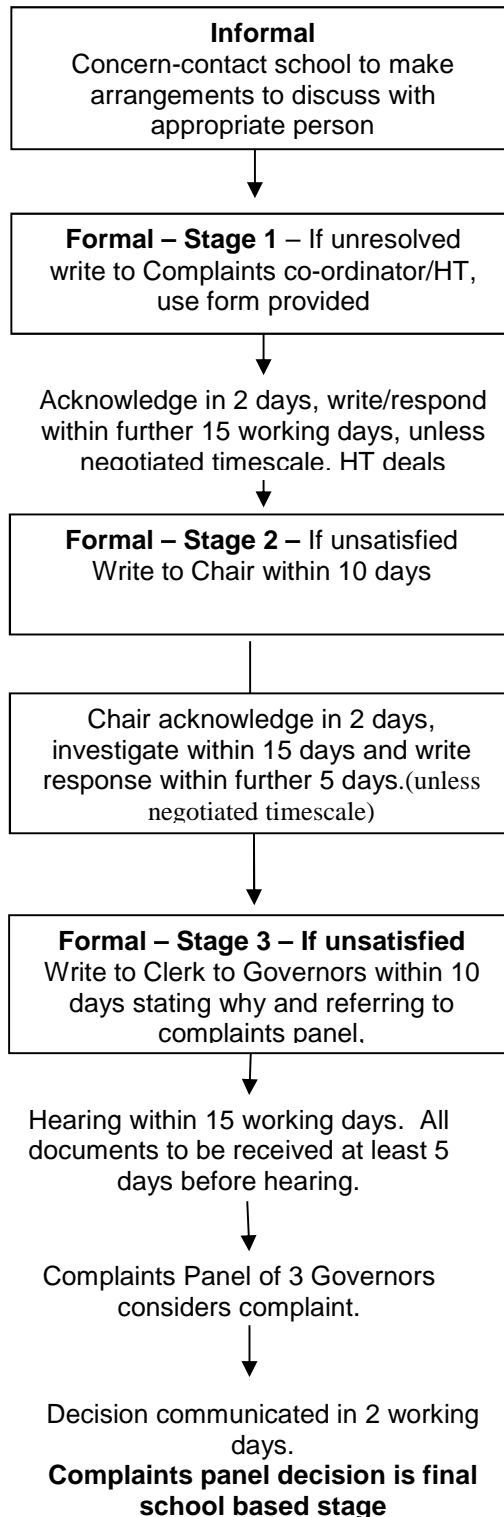 Informal
Concern-contact school to make
arrangements to discuss with
appropriate person
Formal – Stage 1 – If unresolved
write to Complaints co-ordinator/HT,
use form provided
Acknowledge in 2 days, write/respond
within further 15 working days, unless
negotiated timescale. HT deals
Formal – Stage 2 – If unsatisfied
Write to Chair within 10 days
Chair acknowledge in 2 days,
investigate within 15 days and write
response within further 5 days.(unless
negotiated timescale)
Formal – Stage 3 – If unsatisfied
Write to Clerk to Governors within 10
days stating why and referring to
complaints panel,
Hearing within 15 working days.  All
documents to be received at least 5
days before hearing.
Complaints Panel of 3 Governors
considers complaint.
Decision communicated in 2 working
days.
Complaints panel decision is final
school based stage